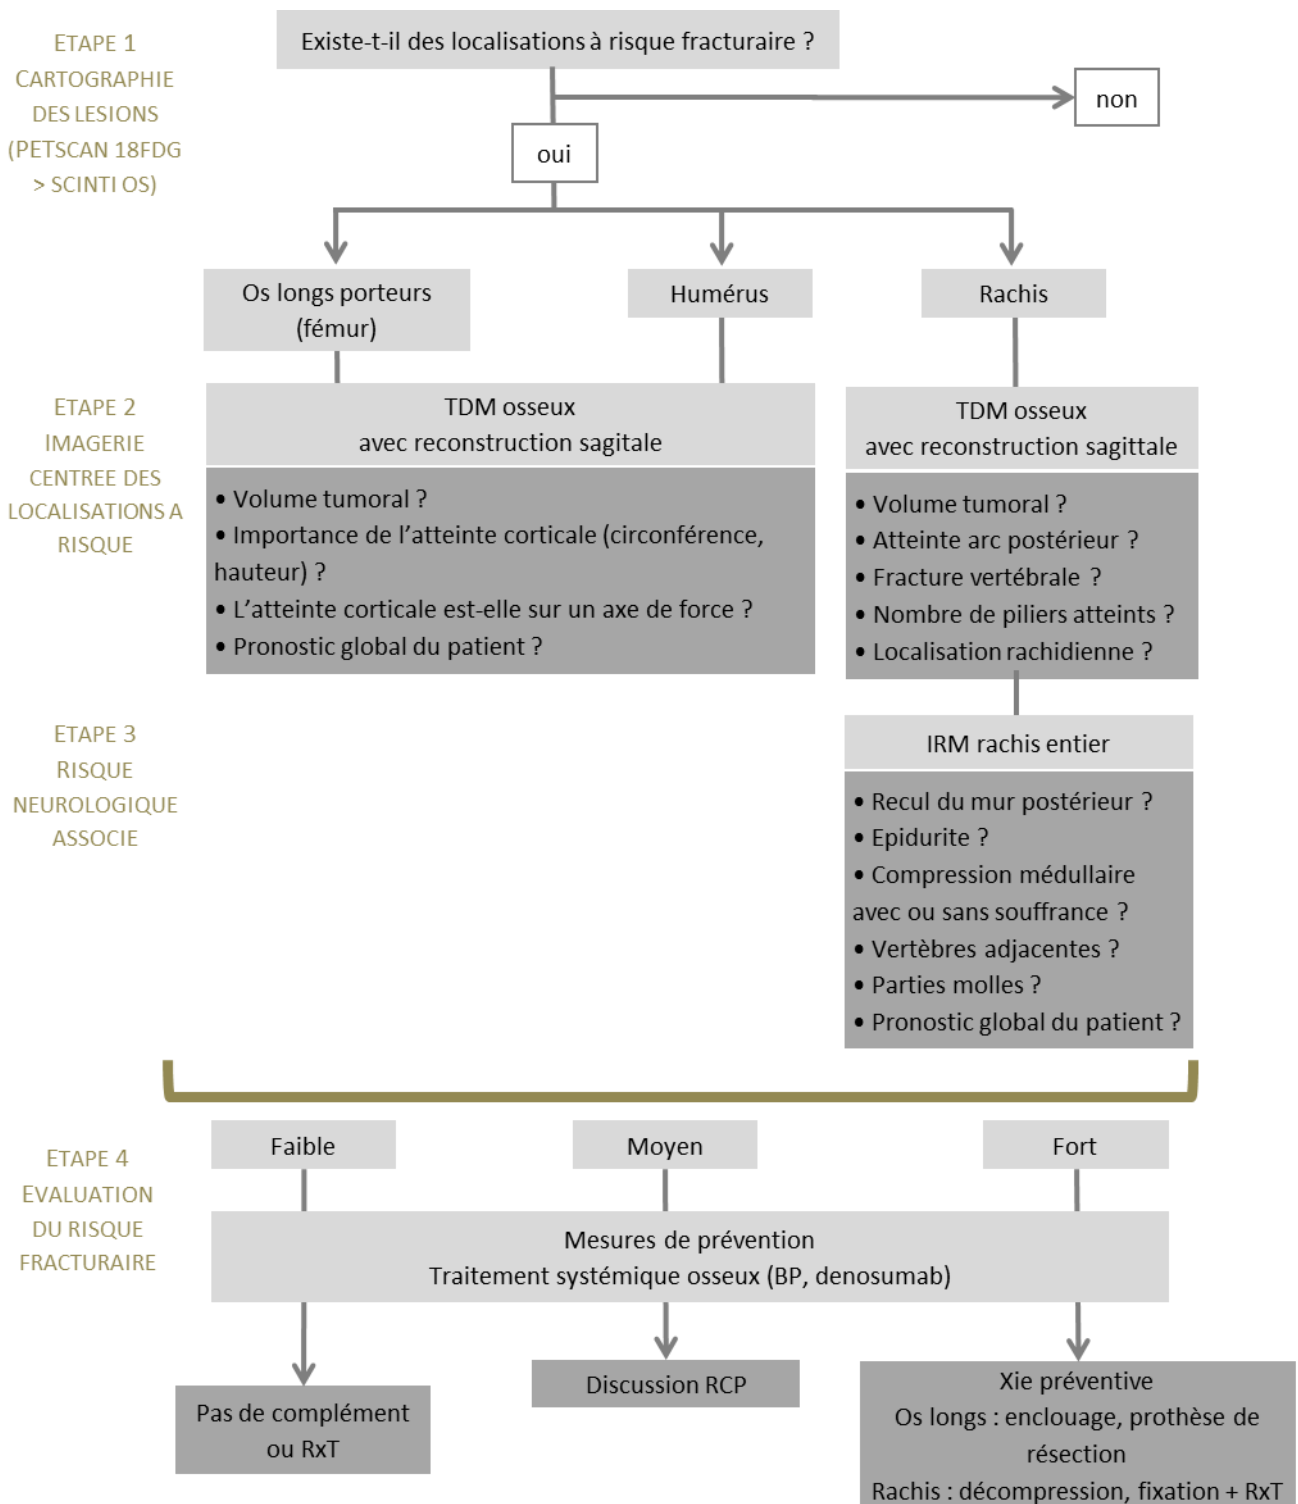 ETAPE 1
CARTOGRAPHIE
DES LESIONS
(PETSCAN 18FDG
> SCINTI OS)
Existe-t-il des localisations à risque fracturaire ?
non
oui
Os longs porteurs
(fémur)
Humérus
Rachis
ETAPE 2
IMAGERIE
CENTREE DES
LOCALISATIONS A
RISQUE
TDM osseux
avec reconstruction sagitale
• Volume tumoral ?
• Importance de l'atteinte corticale (circonférence,
hauteur) ?
• L'atteinte corticale est-elle sur un axe de force ?
• Pronostic global du patient ?
TDM osseux
avec reconstruction sagittale
• Volume tumoral ?
• Atteinte arc postérieur ?
• Fracture vertébrale ?
• Nombre de piliers atteints ?
• Localisation rachidienne ?
ETAPE 3
RISQUE
NEUROLOGIQUE
ASSOCIE
IRM rachis entier
• Recul du mur postérieur ?
• Epidurite ?
• Compression médullaire
avec ou sans souffrance ?
• Vertèbres adjacentes ?
• Parties molles ?
• Pronostic global du patient ?
ETAPE 4
EVALUATION
DU RISQUE
FRACTURAIRE
Faible
Moyen
Fort
Mesures de prévention
Traitement systémique osseux (BP, denosumab)
Pas de complément
ou RxT
Discussion RCP
Xie préventive
Os longs : enclouage, prothèse de
résection
Rachis : décompression, fixation + RxT